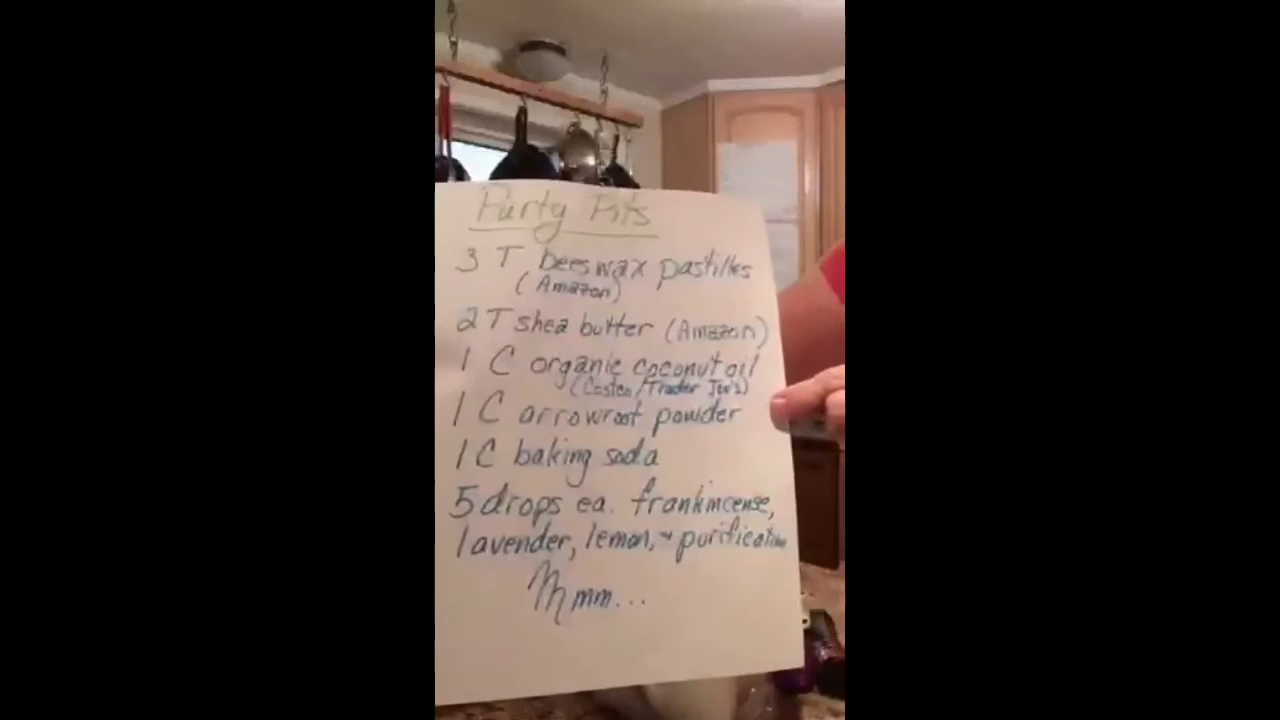 Party Pits
3 T beeswax pastilles
(Amazon)
2 T shea butter (Amazon)
1 C organic coconut oil
(Costco/Trader Joe's)
1 C arrowroot powder
1 C baking soda
5 drops ea. frankincense,
lavender, lemon, + purification
Mmm...